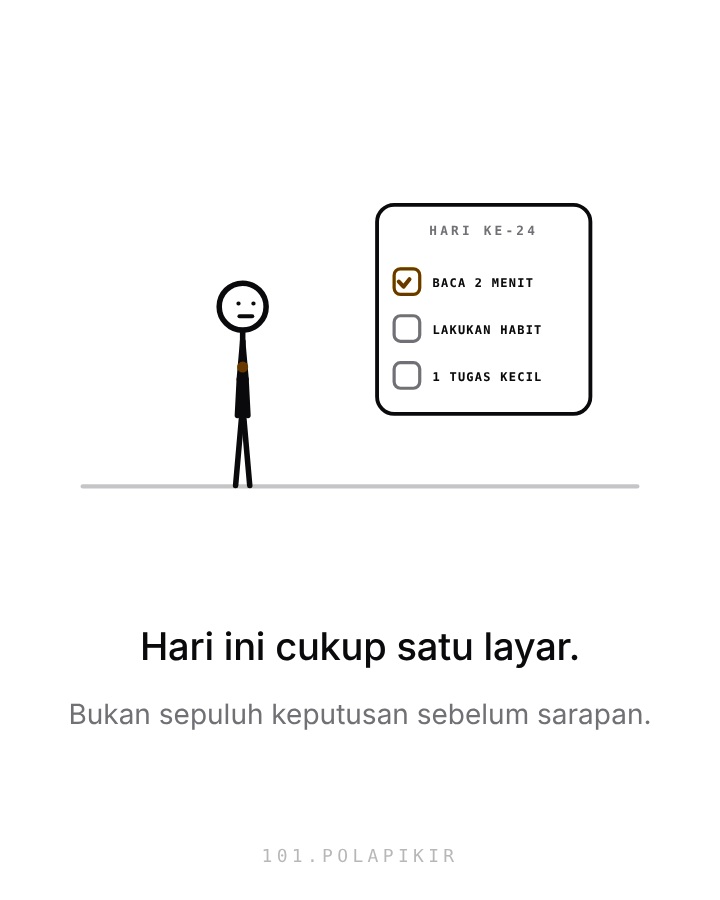 HARI KE-24
BACA 2 MENIT
LAKUKAN HABIT
1 TUGAS KECIL
Hari ini cukup satu layar.
Bukan sepuluh keputusan sebelum sarapan.
101.POLAPIKIR